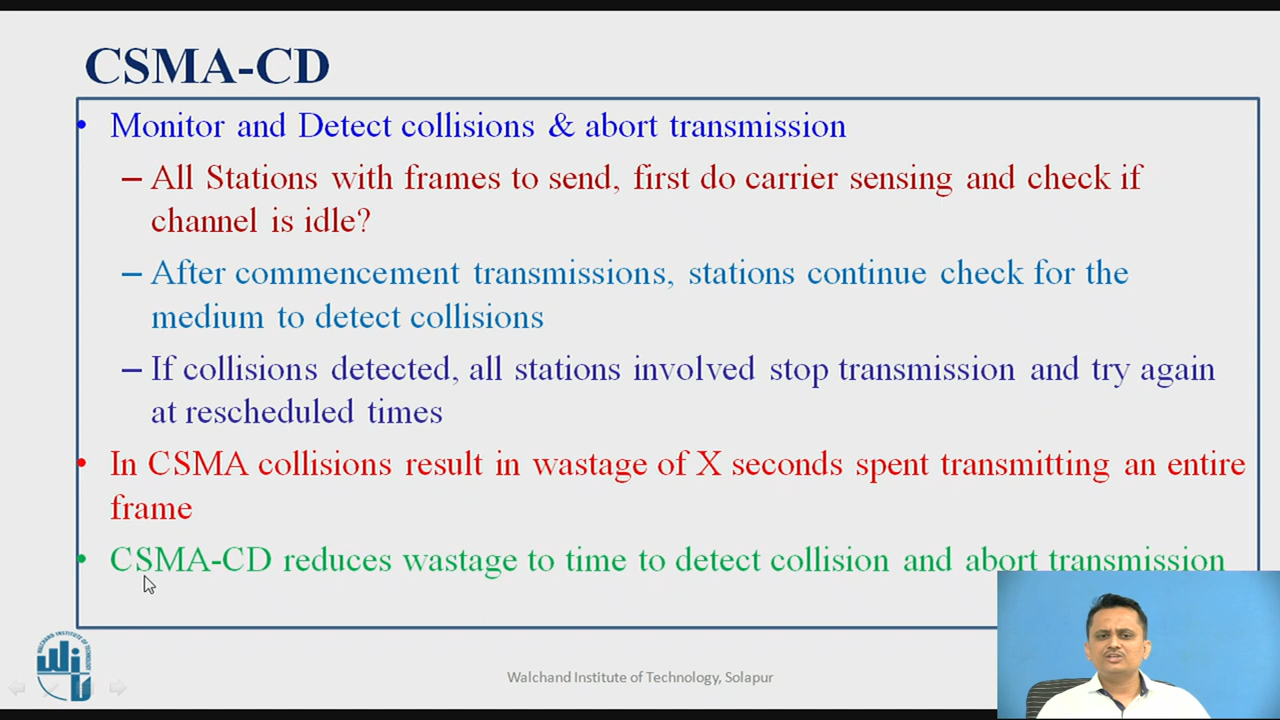 CSMA-CD
• Monitor and Detect collisions & abort transmission
– All Stations with frames to send, first do carrier sensing and check if
channel is idle?
– After commencement transmissions, stations continue check for the
medium to detect collisions
– If collisions detected, all stations involved stop transmission and try again
at rescheduled times
• In CSMA collisions result in wastage of X seconds spent transmitting an entire
frame
• CSMA-CD reduces wastage to time to detect collision and abort transmission
WALCHAND INSTITUTE OF TECHNOLOGY
Walchand Institute of Technology, Solapur